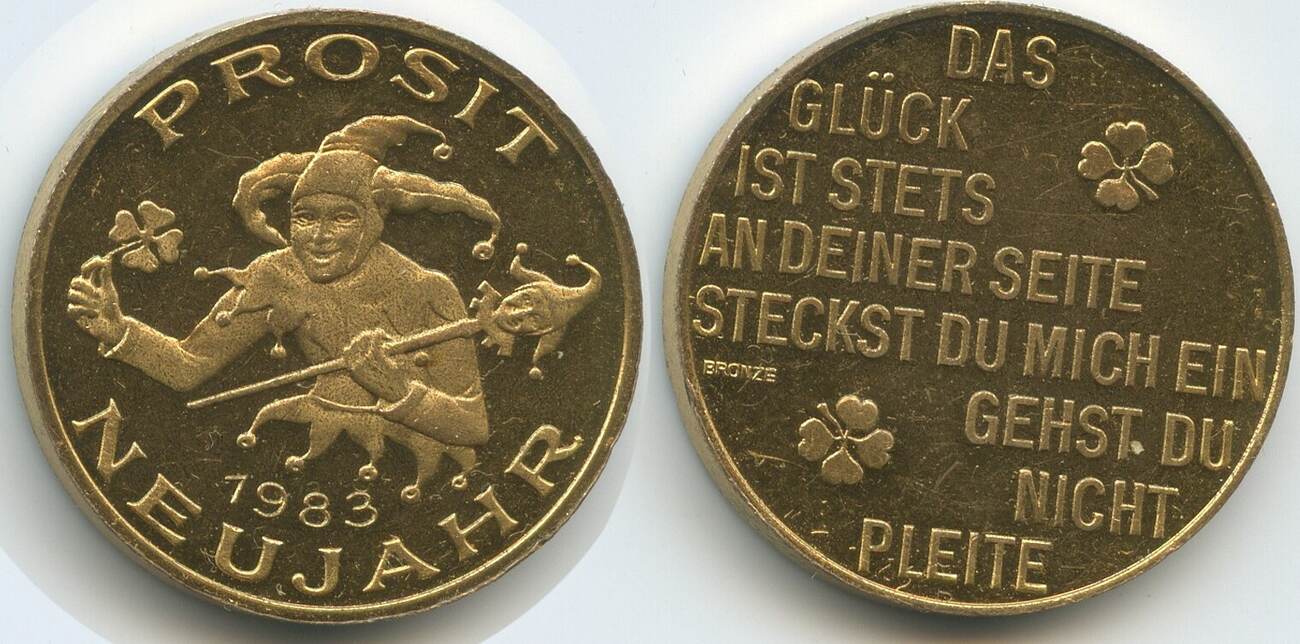 PROSIT
NEUJAHR
1983
DAS
GLÜCK
IST STETS
AN DEINER SEITE
STECKST DU MICH EIN
BRONZE
GEHST DU
NICHT
PLEITE